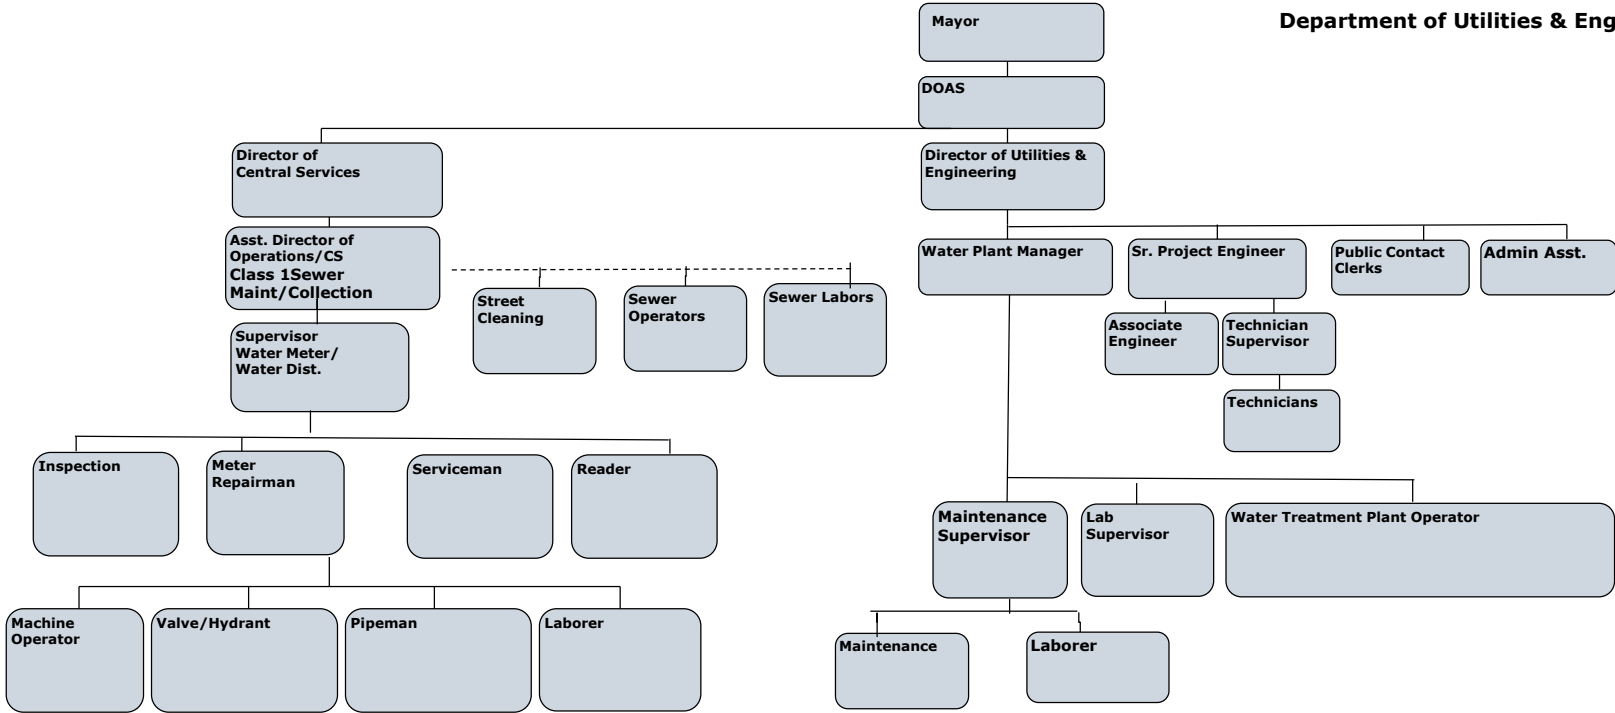 Mayor
Department of Utilities & Eng
DOAS
Director of
Central Services
Director of Utilities &
Engineering
Asst. Director of
Operations/CS
Class 1Sewer
Maint/Collection
Water Plant Manager
Sr. Project Engineer
Public Contact
Clerks
Admin Asst.
Street
Cleaning
Sewer
Operators
Sewer Labors
Supervisor
Water Meter/
Water Dist.
Associate
Engineer
Technician
Supervisor
Technicians
Inspection
Meter
Repairman
Serviceman
Reader
Maintenance
Supervisor
Lab
Supervisor
Water Treatment Plant Operator
Machine
Operator
Valve/Hydrant
Pipeman
Laborer
Maintenance
Laborer